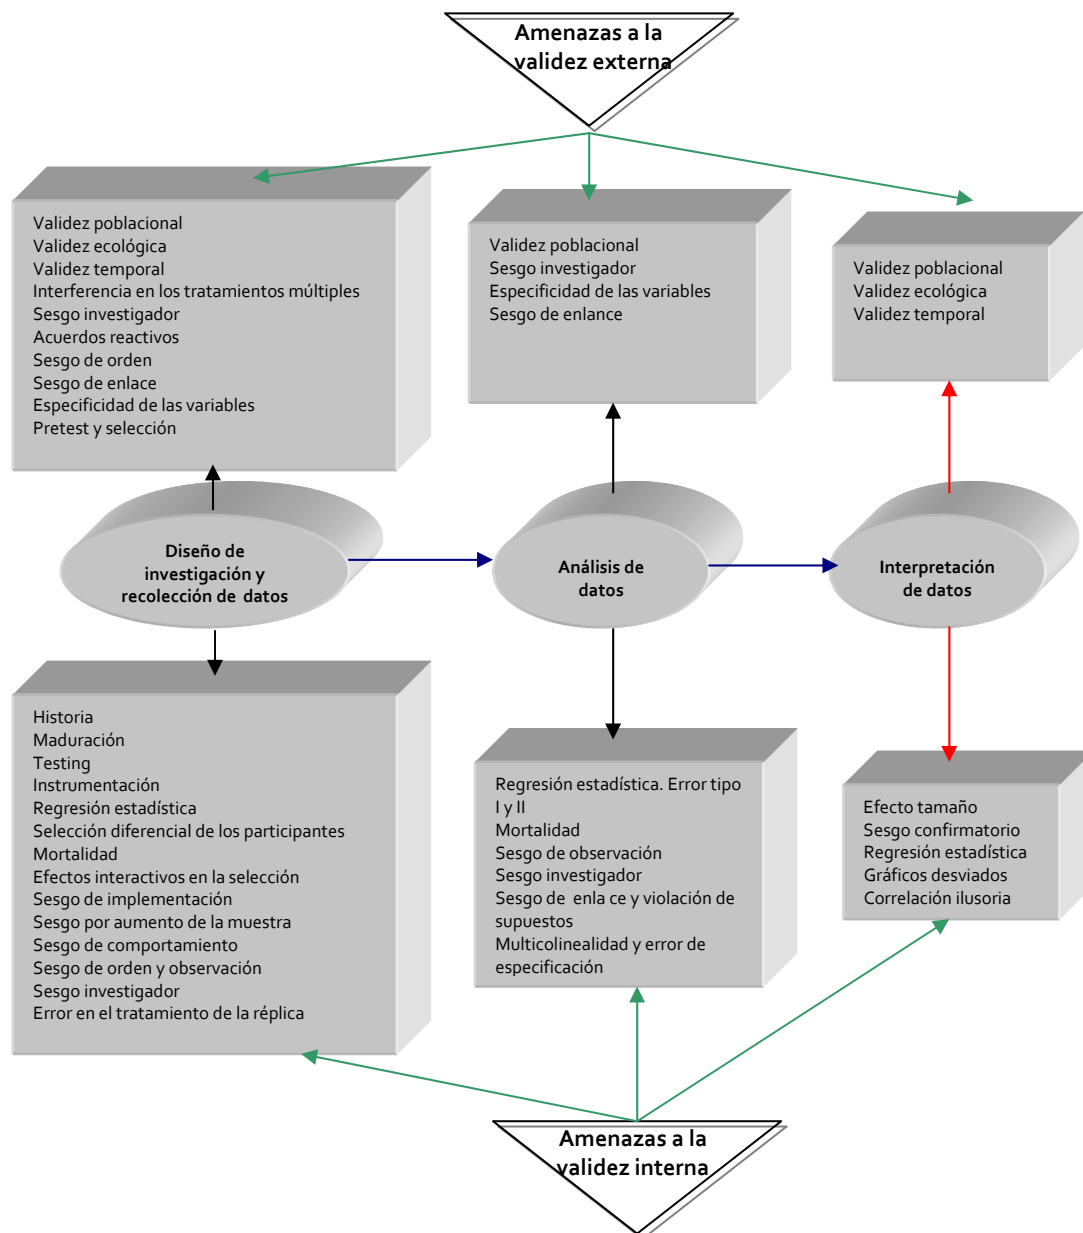 Amenazas a la
validez externa
Validez poblacional
Validez ecológica
Validez temporal
Interferencia en los tratamientos múltiples
Sesgo investigador
Acuerdos reactivos
Sesgo de orden
Sesgo de enlace
Especificidad de las variables
Pretest y selección
Validez poblacional
Sesgo investigador
Especificidad de las variables
Sesgo de enlance
Validez poblacional
Validez ecológica
Validez temporal
Diseño de
investigación y
recolección de datos
Análisis de
datos
Interpretación
de datos
Historia
Maduración
Testing
Instrumentación
Regresión estadística
Selección diferencial de los participantes
Mortalidad
Efectos interactivos en la selección
Sesgo de implementación
Sesgo por aumento de la muestra
Sesgo de comportamiento
Sesgo de orden y observación
Sesgo investigador
Error en el tratamiento de la réplica
Regresión estadística. Error tipo
I y II
Mortalidad
Sesgo de observación
Sesgo investigador
Sesgo de enla ce y violación de
supuestos
Multicolinealidad y error de
especificación
Efecto tamaño
Sesgo confirmatorio
Regresión estadística
Gráficos desviados
Correlación ilusoria
Amenazas a la
validez interna